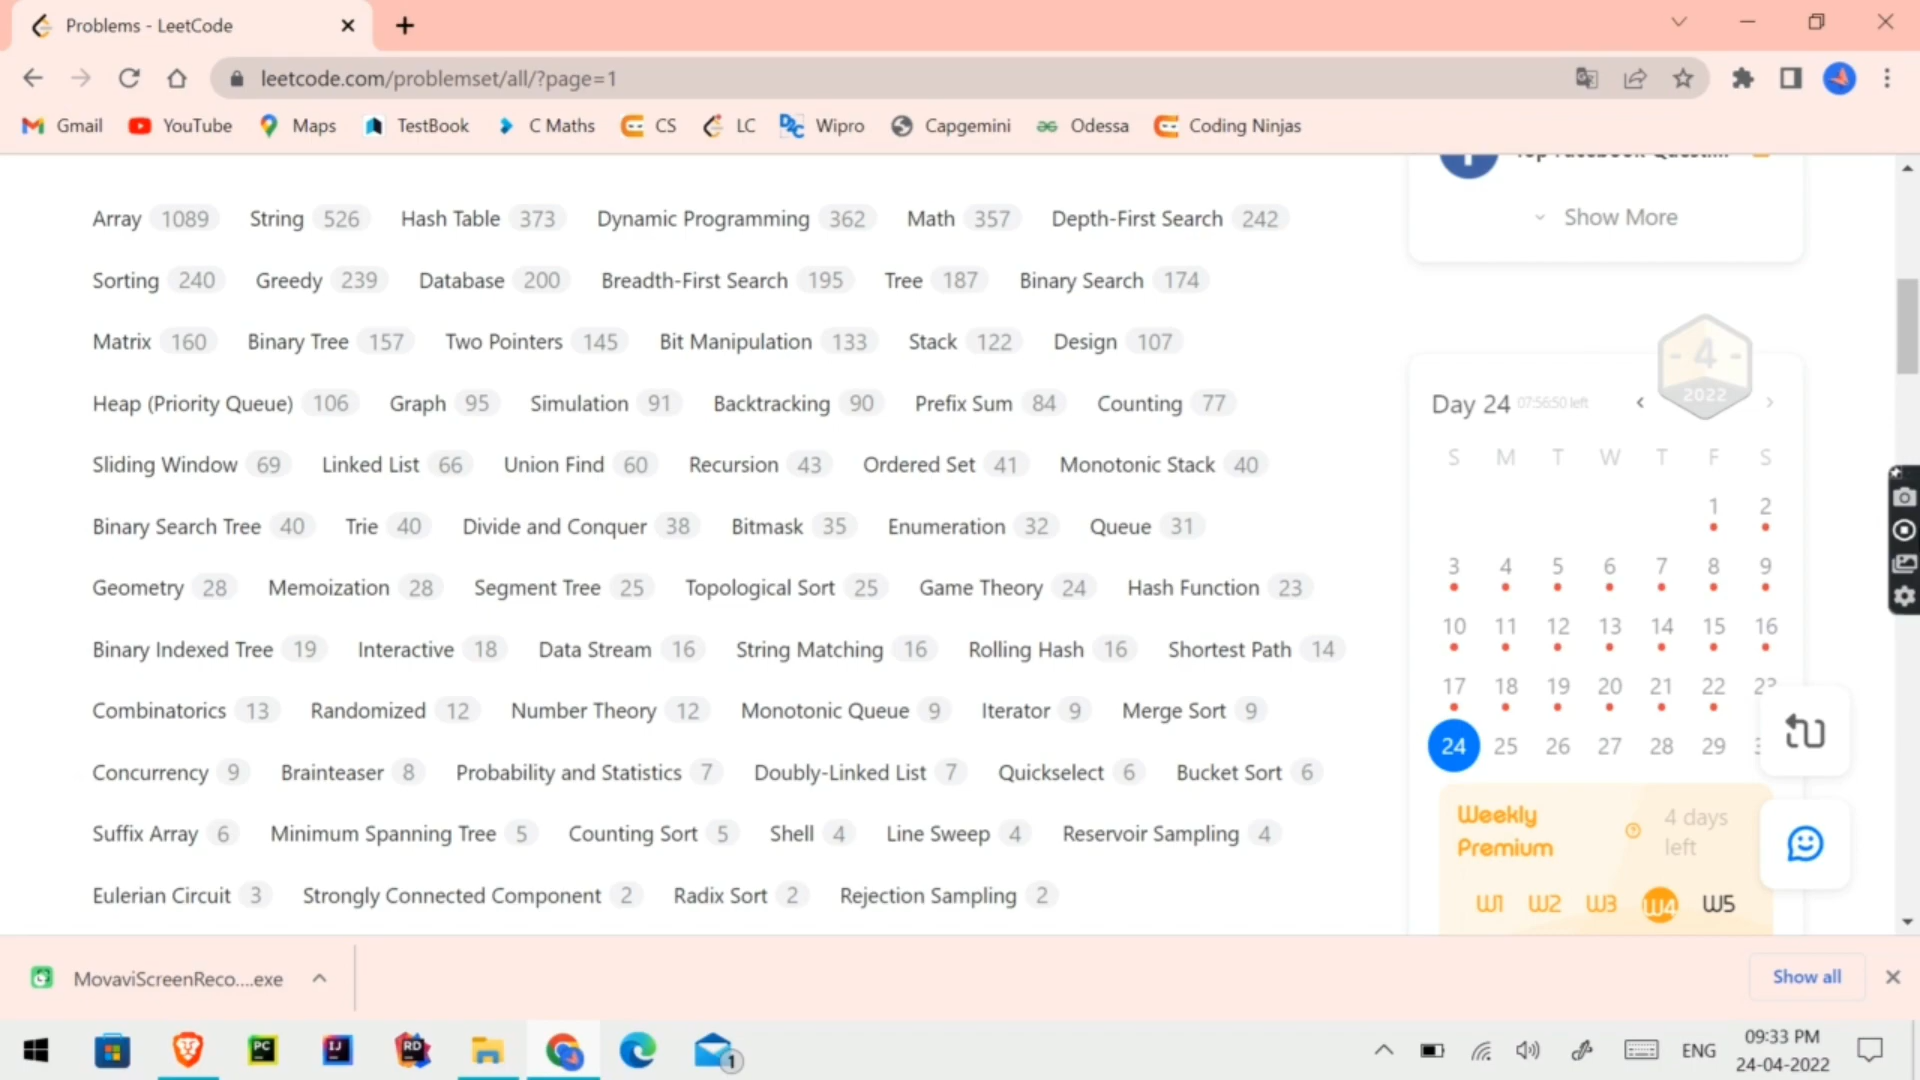 Problems - LeetCode
leetcode.com/problemset/all/?page=1
Gmail YouTube Maps TestBook C Maths CS LC Wipro Capgemini Odessa Coding Ninjas
Array 1089 String 526 Hash Table 373 Dynamic Programming 362 Math 357 Depth-First Search 242
Sorting 240 Greedy 239 Database 200 Breadth-First Search 195 Tree 187 Binary Search 174
Matrix 160 Binary Tree 157 Two Pointers 145 Bit Manipulation 133 Stack 122 Design 107
Heap (Priority Queue) 106 Graph 95 Simulation 91 Backtracking 90 Prefix Sum 84 Counting 77
Sliding Window 69 Linked List 66 Union Find 60 Recursion 43 Ordered Set 41 Monotonic Stack 40
Binary Search Tree 40 Trie 40 Divide and Conquer 38 Bitmask 35 Enumeration 32 Queue 31
Geometry 28 Memoization 28 Segment Tree 25 Topological Sort 25 Game Theory 24 Hash Function 23
Binary Indexed Tree 19 Interactive 18 Data Stream 16 String Matching 16 Rolling Hash 16 Shortest Path 14
Combinatorics 13 Randomized 12 Number Theory 12 Monotonic Queue 9 Iterator 9 Merge Sort 9
Concurrency 9 Brainteaser 8 Probability and Statistics 7 Doubly-Linked List 7 Quickselect 6 Bucket Sort 6
Suffix Array 6 Minimum Spanning Tree 5 Counting Sort 5 Shell 4 Line Sweep 4 Reservoir Sampling 4
Eulerian Circuit 3 Strongly Connected Component 2 Radix Sort 2 Rejection Sampling 2
Show More
4
2022
Day 24 07:56:50 left
S M T W T F S
1 2
3 4 5 6 7 8 9
10 11 12 13 14 15 16
17 18 19 20 21 22
24 25 26 27 28 29
Weekly
Premium
4 days
left
W1 W2 W3 W4 W5
MovaviScreenReco....exe
Show all
PC IJ RD 1
ENG
09:33 PM
24-04-2022